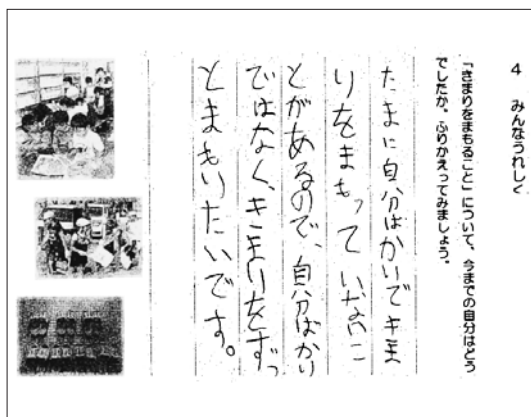 4 みんなうれしく
「きまりをまもること」について、今までの自分はどう
でしたか。ふりかえってみましょう。
たまに自分ばかいでキま
りをまもっていないこ
とがあるので、自分ばかり
ではなく、キまりをずっ
とまもりたいです。